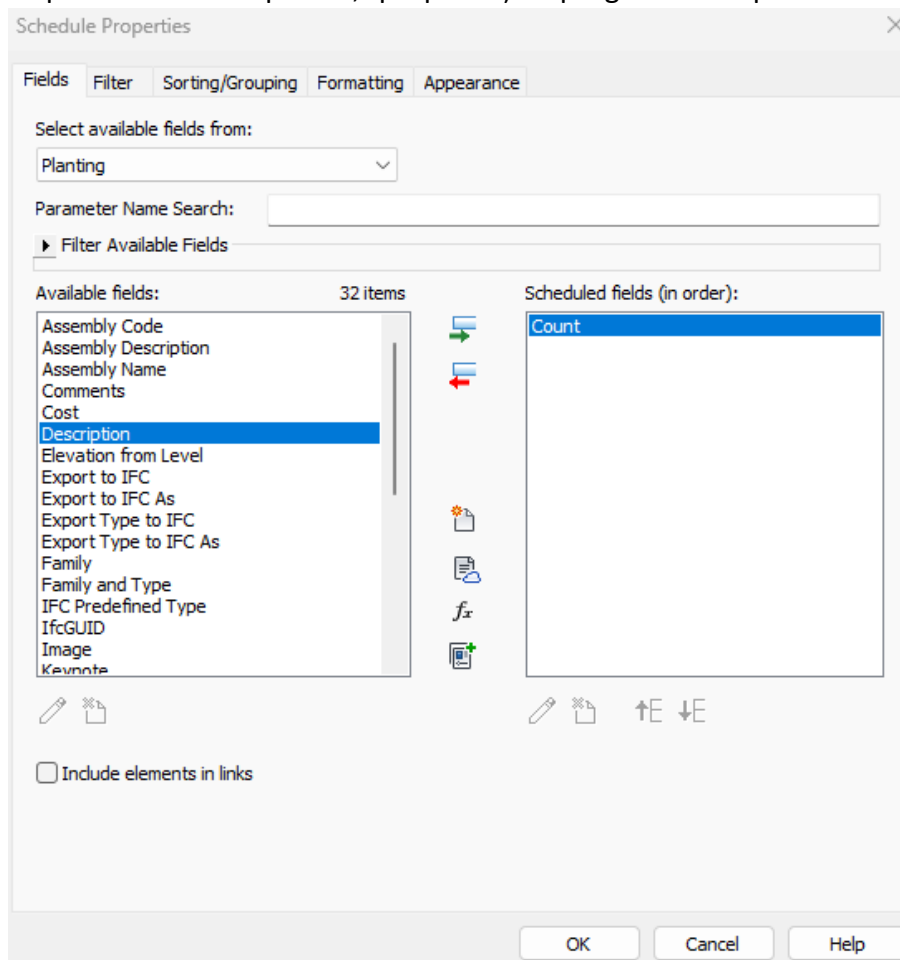 Schedule Properties
Fields Filter Sorting/Grouping Formatting Appearance
Select available fields from:
Planting
Parameter Name Search:
Filter Available Fields
Available fields: 32 items Scheduled fields (in order):
Assembly Code
Assembly Description
Assembly Name
Comments
Cost
Description
Elevation from Level
Export to IFC
Export to IFC As
Export Type to IFC
Export Type to IFC As
Family
Family and Type
IFC Predefined Type
IfcGUID
Image
Keynote
Count
Include elements in links
OK Cancel Help